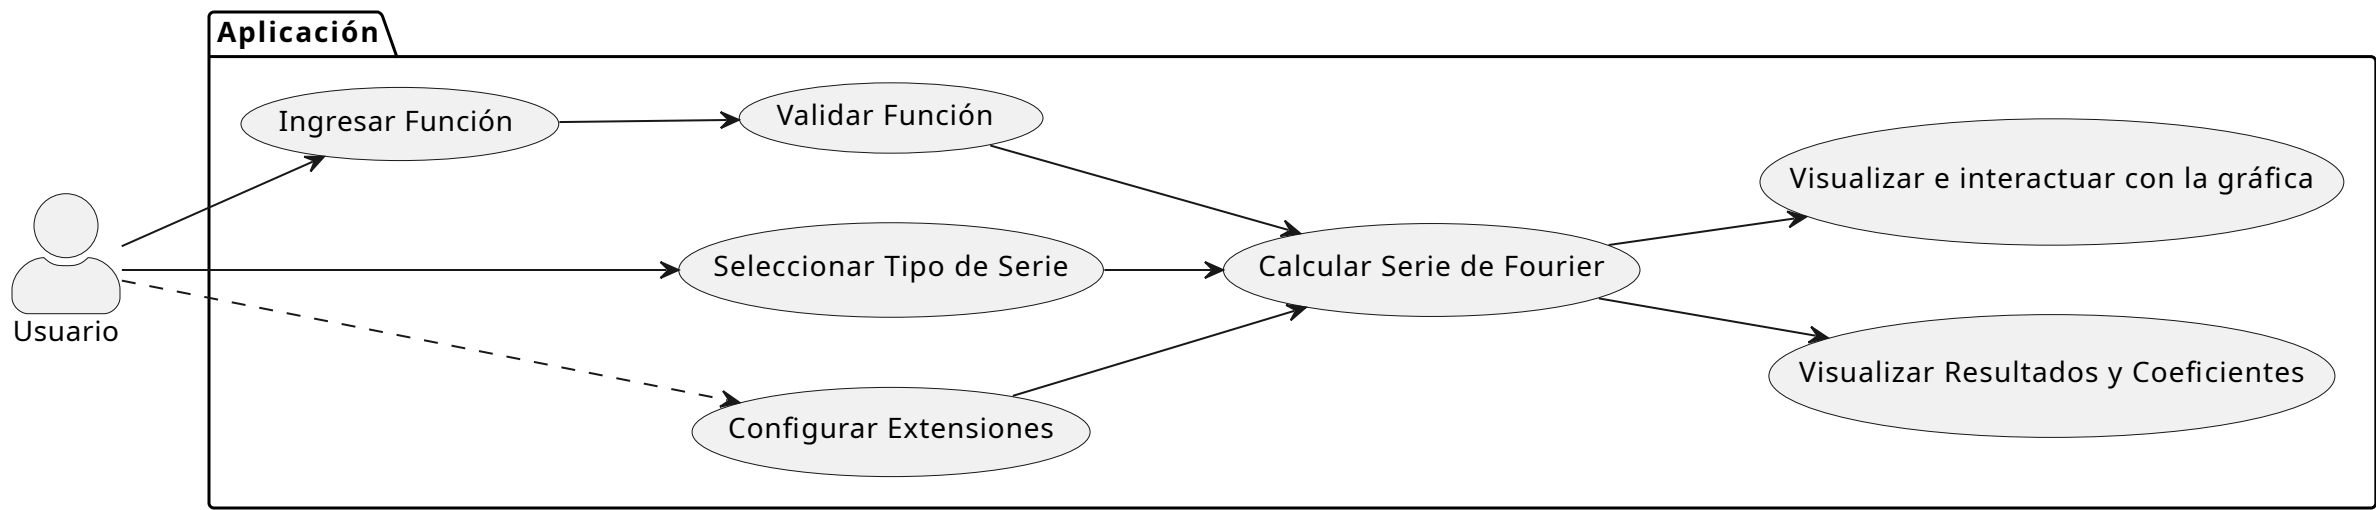 Aplicación
Ingresar Función
Validar Función
Visualizar e interactuar con la gráfica
Seleccionar Tipo de Serie
Calcular Serie de Fourier
Usuario
Visualizar Resultados y Coeficientes
Configurar Extensiones